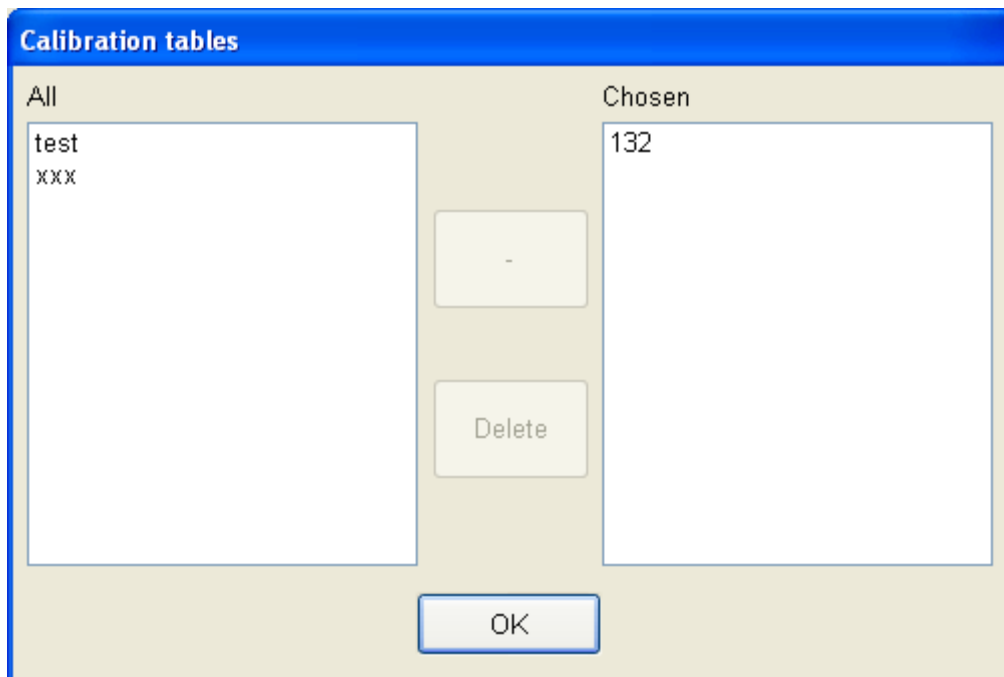 Calibration tables
All
Chosen
test
xxx
132
-
Delete
OK